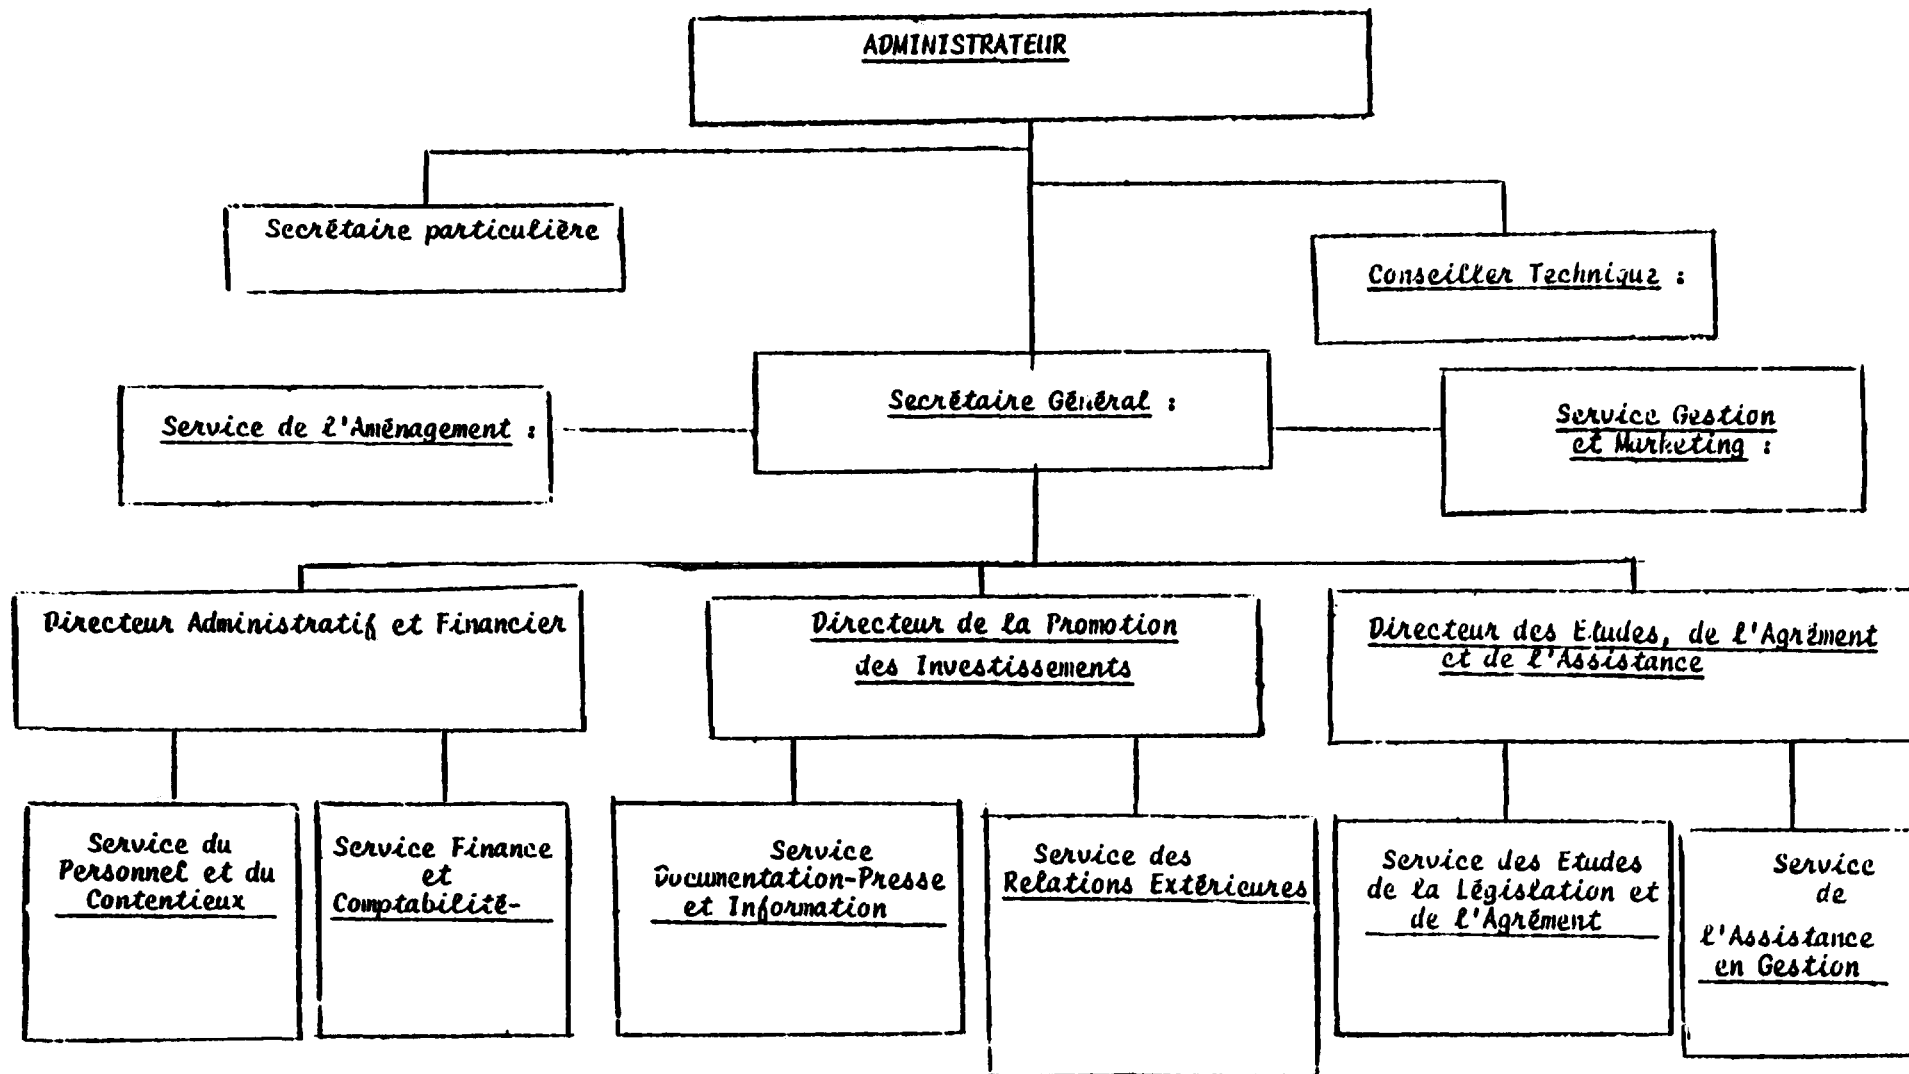 ADMINISTRATEUR
Secrétaire particulière
Conseiller Technique :
Secrétaire Général :
Service de l'Aménagement :
Service Gestion
et Marketing :
Directeur Administratif et Financier
Directeur de la Promotion
des Investissements
Directeur des Etudes, de l'Agrément
et de l'Assistance
Service du
Personnel et du
Contentieux
Service Finance
et
Comptabilité-
Service
Documentation-Presse
et Information
Service des
Relations Extérieures
Service des Etudes
de la Législation et
de l'Agrément
Service
de
l'Assistance
en Gestion